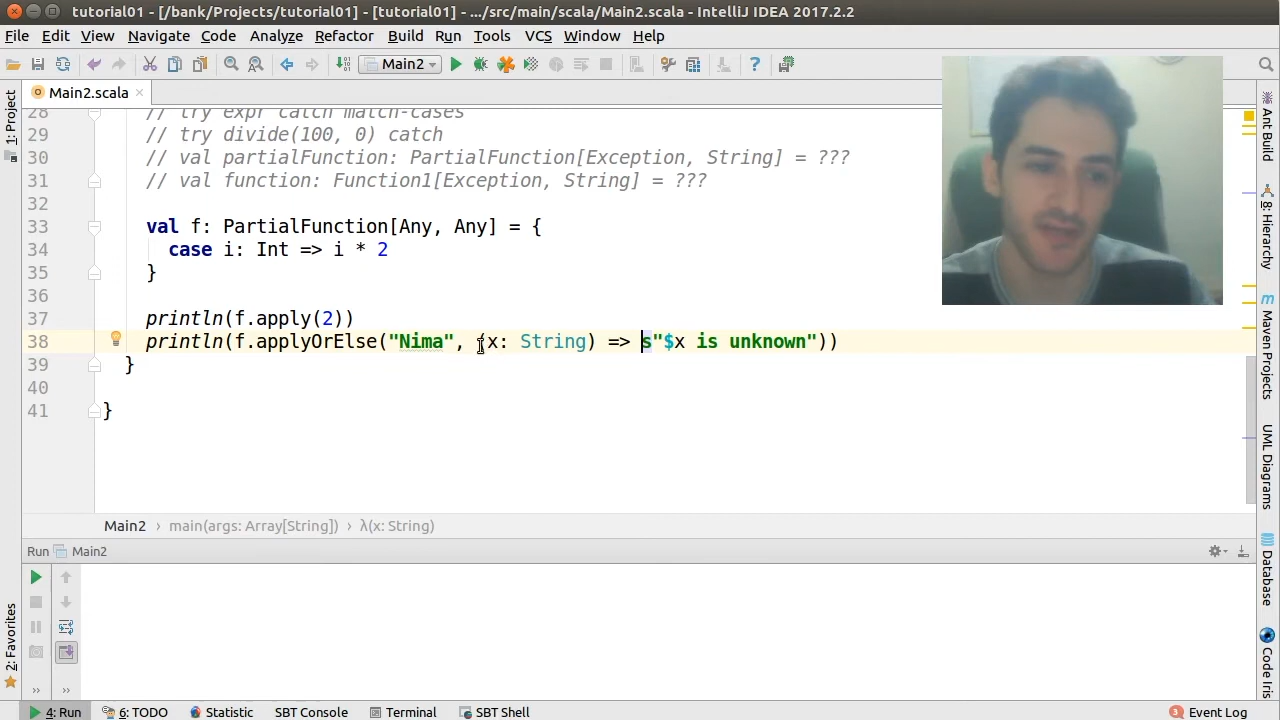 tutorial01 - [/bank/Projects/tutorial01] - [tutorial01] - .../src/main/scala/Main2.scala - IntelliJ IDEA 2017.2.2
File Edit View Navigate Code Analyze Refactor Build Run Tools VCS Window Help
Main2
Main2.scala
1: Project
28 // try expr catch match-cases
29 // try divide(100, 0) catch
30 // val partialFunction: PartialFunction[Exception, String] = ???
31 // val function: Function1[Exception, String] = ???
32
33 val f: PartialFunction[Any, Any] = {
34 case i: Int => i * 2
35 }
36
37 println(f.apply(2))
38 println(f.applyOrElse("Nima", (x: String) => s"$x is unknown"))
39 }
40
41 }
Ant Build
8: Hierarchy
Maven Projects
UML Diagrams
Database
Code Iris
Main2 › main(args: Array[String]) › λ(x: String)
Run Main2
2: Favorites
4: Run 6: TODO Statistic SBT Console Terminal SBT Shell 3 Event Log